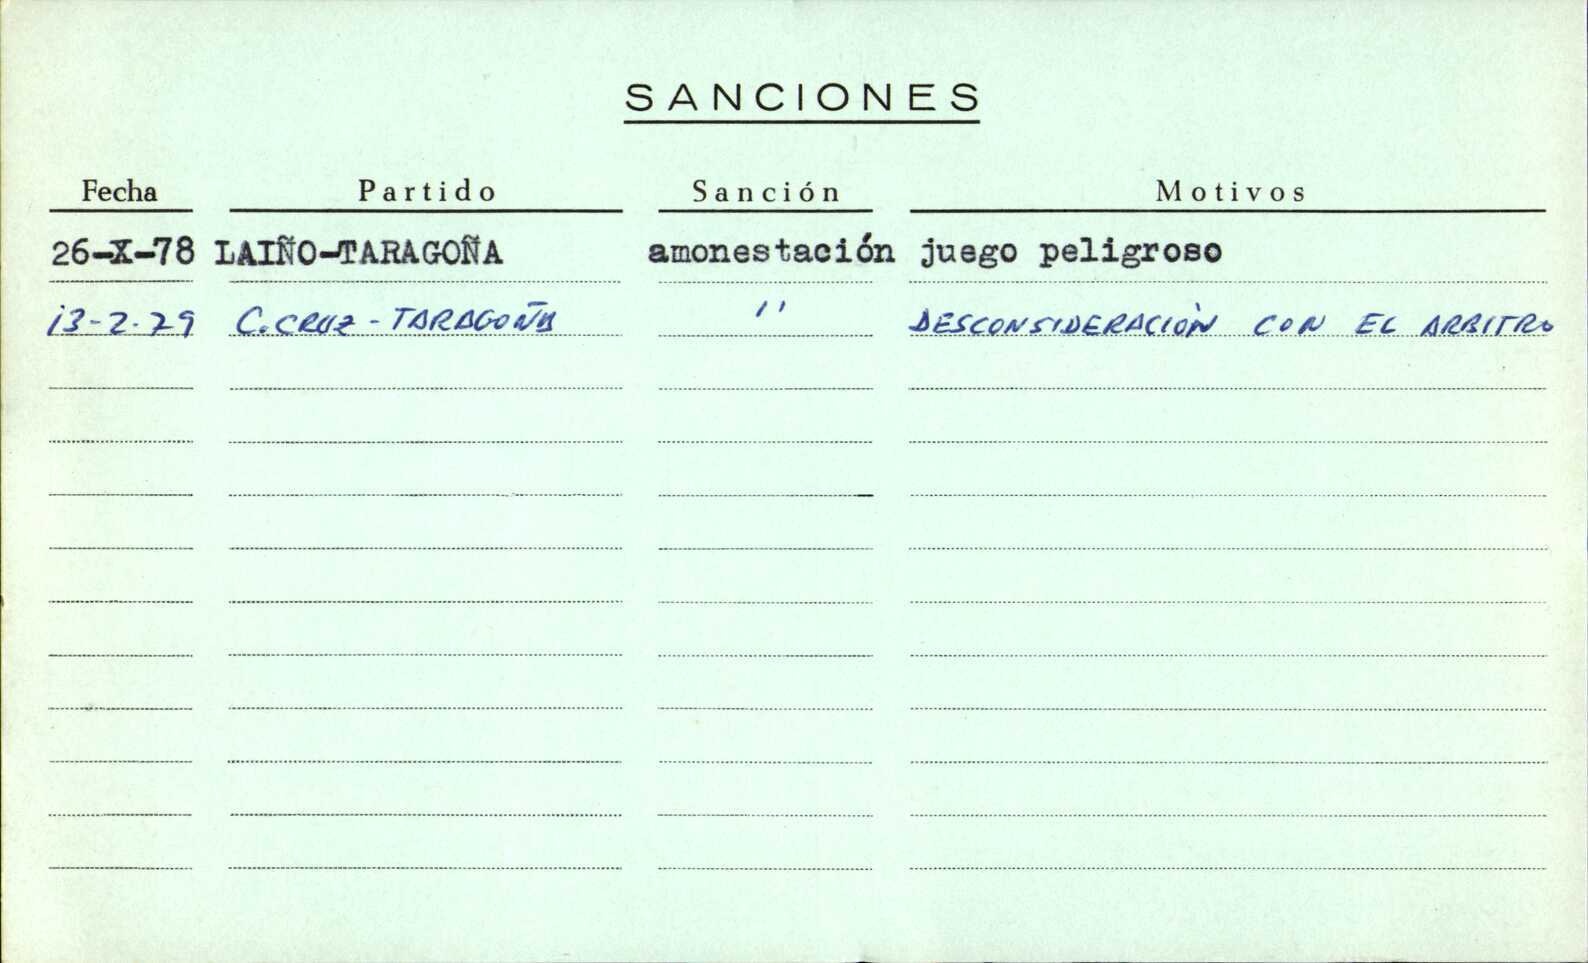 SANCIONES
Fecha Partido Sanción Motivos
26-X-78 LAIÑO-TARAGOÑA amonestación juego peligroso
13-2-79 C.CRUZ - TARAGOÑA " DESCONSIDERACIÓN CON EL ARBITRO